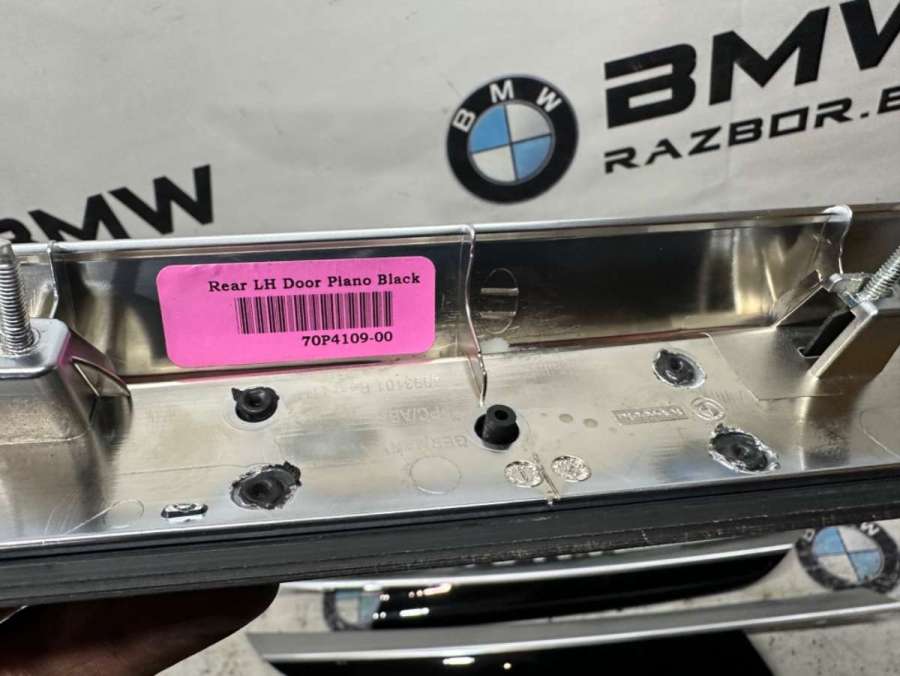 BMW
BMW
RAZBOR.B
BMW
Rear LH Door Piano Black
70P4109-00